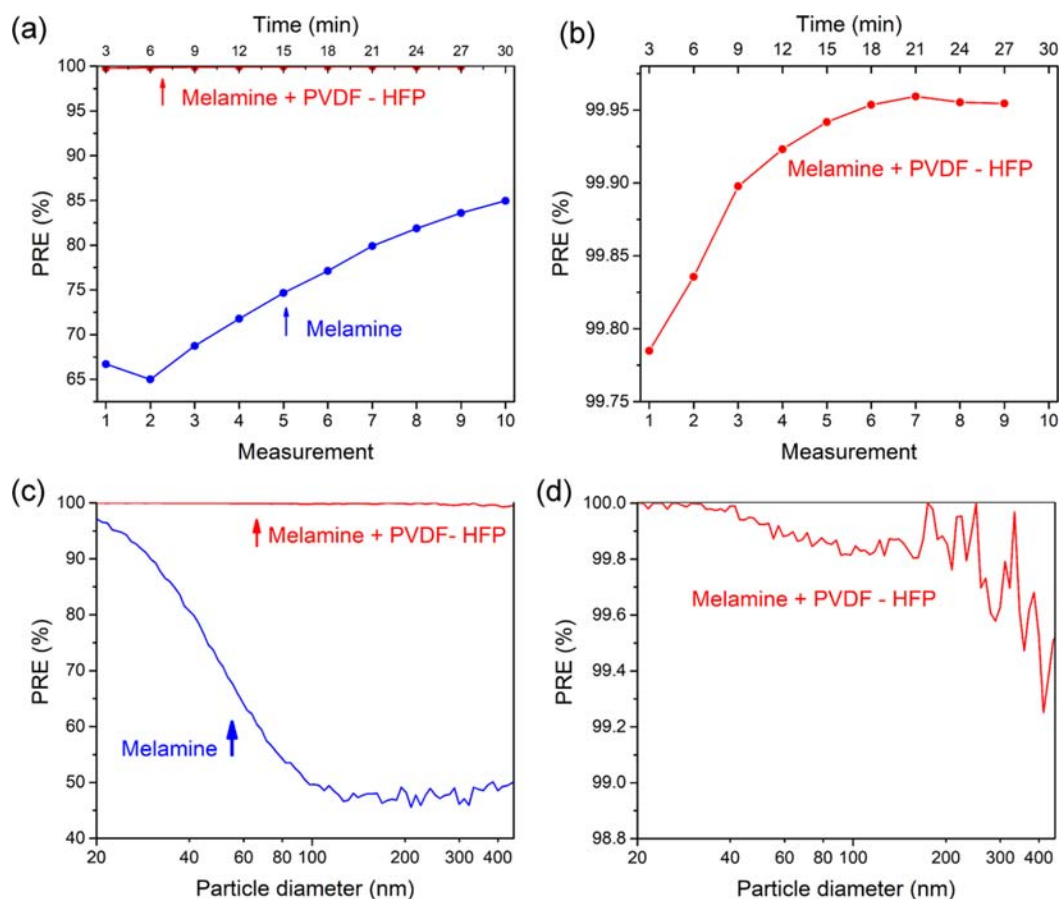 (a)
Time (min)
3 6 9 12 15 18 21 24 27 30
PRE (%)
100
95
90
85
80
75
70
65
Melamine + PVDF - HFP
Melamine
1 2 3 4 5 6 7 8 9 10
Measurement
(b)
Time (min)
3 6 9 12 15 18 21 24 27 30
PRE (%)
99.95
99.90
99.85
99.80
99.75
Melamine + PVDF - HFP
1 2 3 4 5 6 7 8 9 10
Measurement
(c)
PRE (%)
100
90
80
70
60
50
40
Melamine + PVDF- HFP
Melamine
20 40 60 80 100 200 300 400
Particle diameter (nm)
(d)
PRE (%)
100.0
99.8
99.6
99.4
99.2
99.0
98.8
Melamine + PVDF - HFP
20 40 60 80 100 200 300 400
Particle diameter (nm)